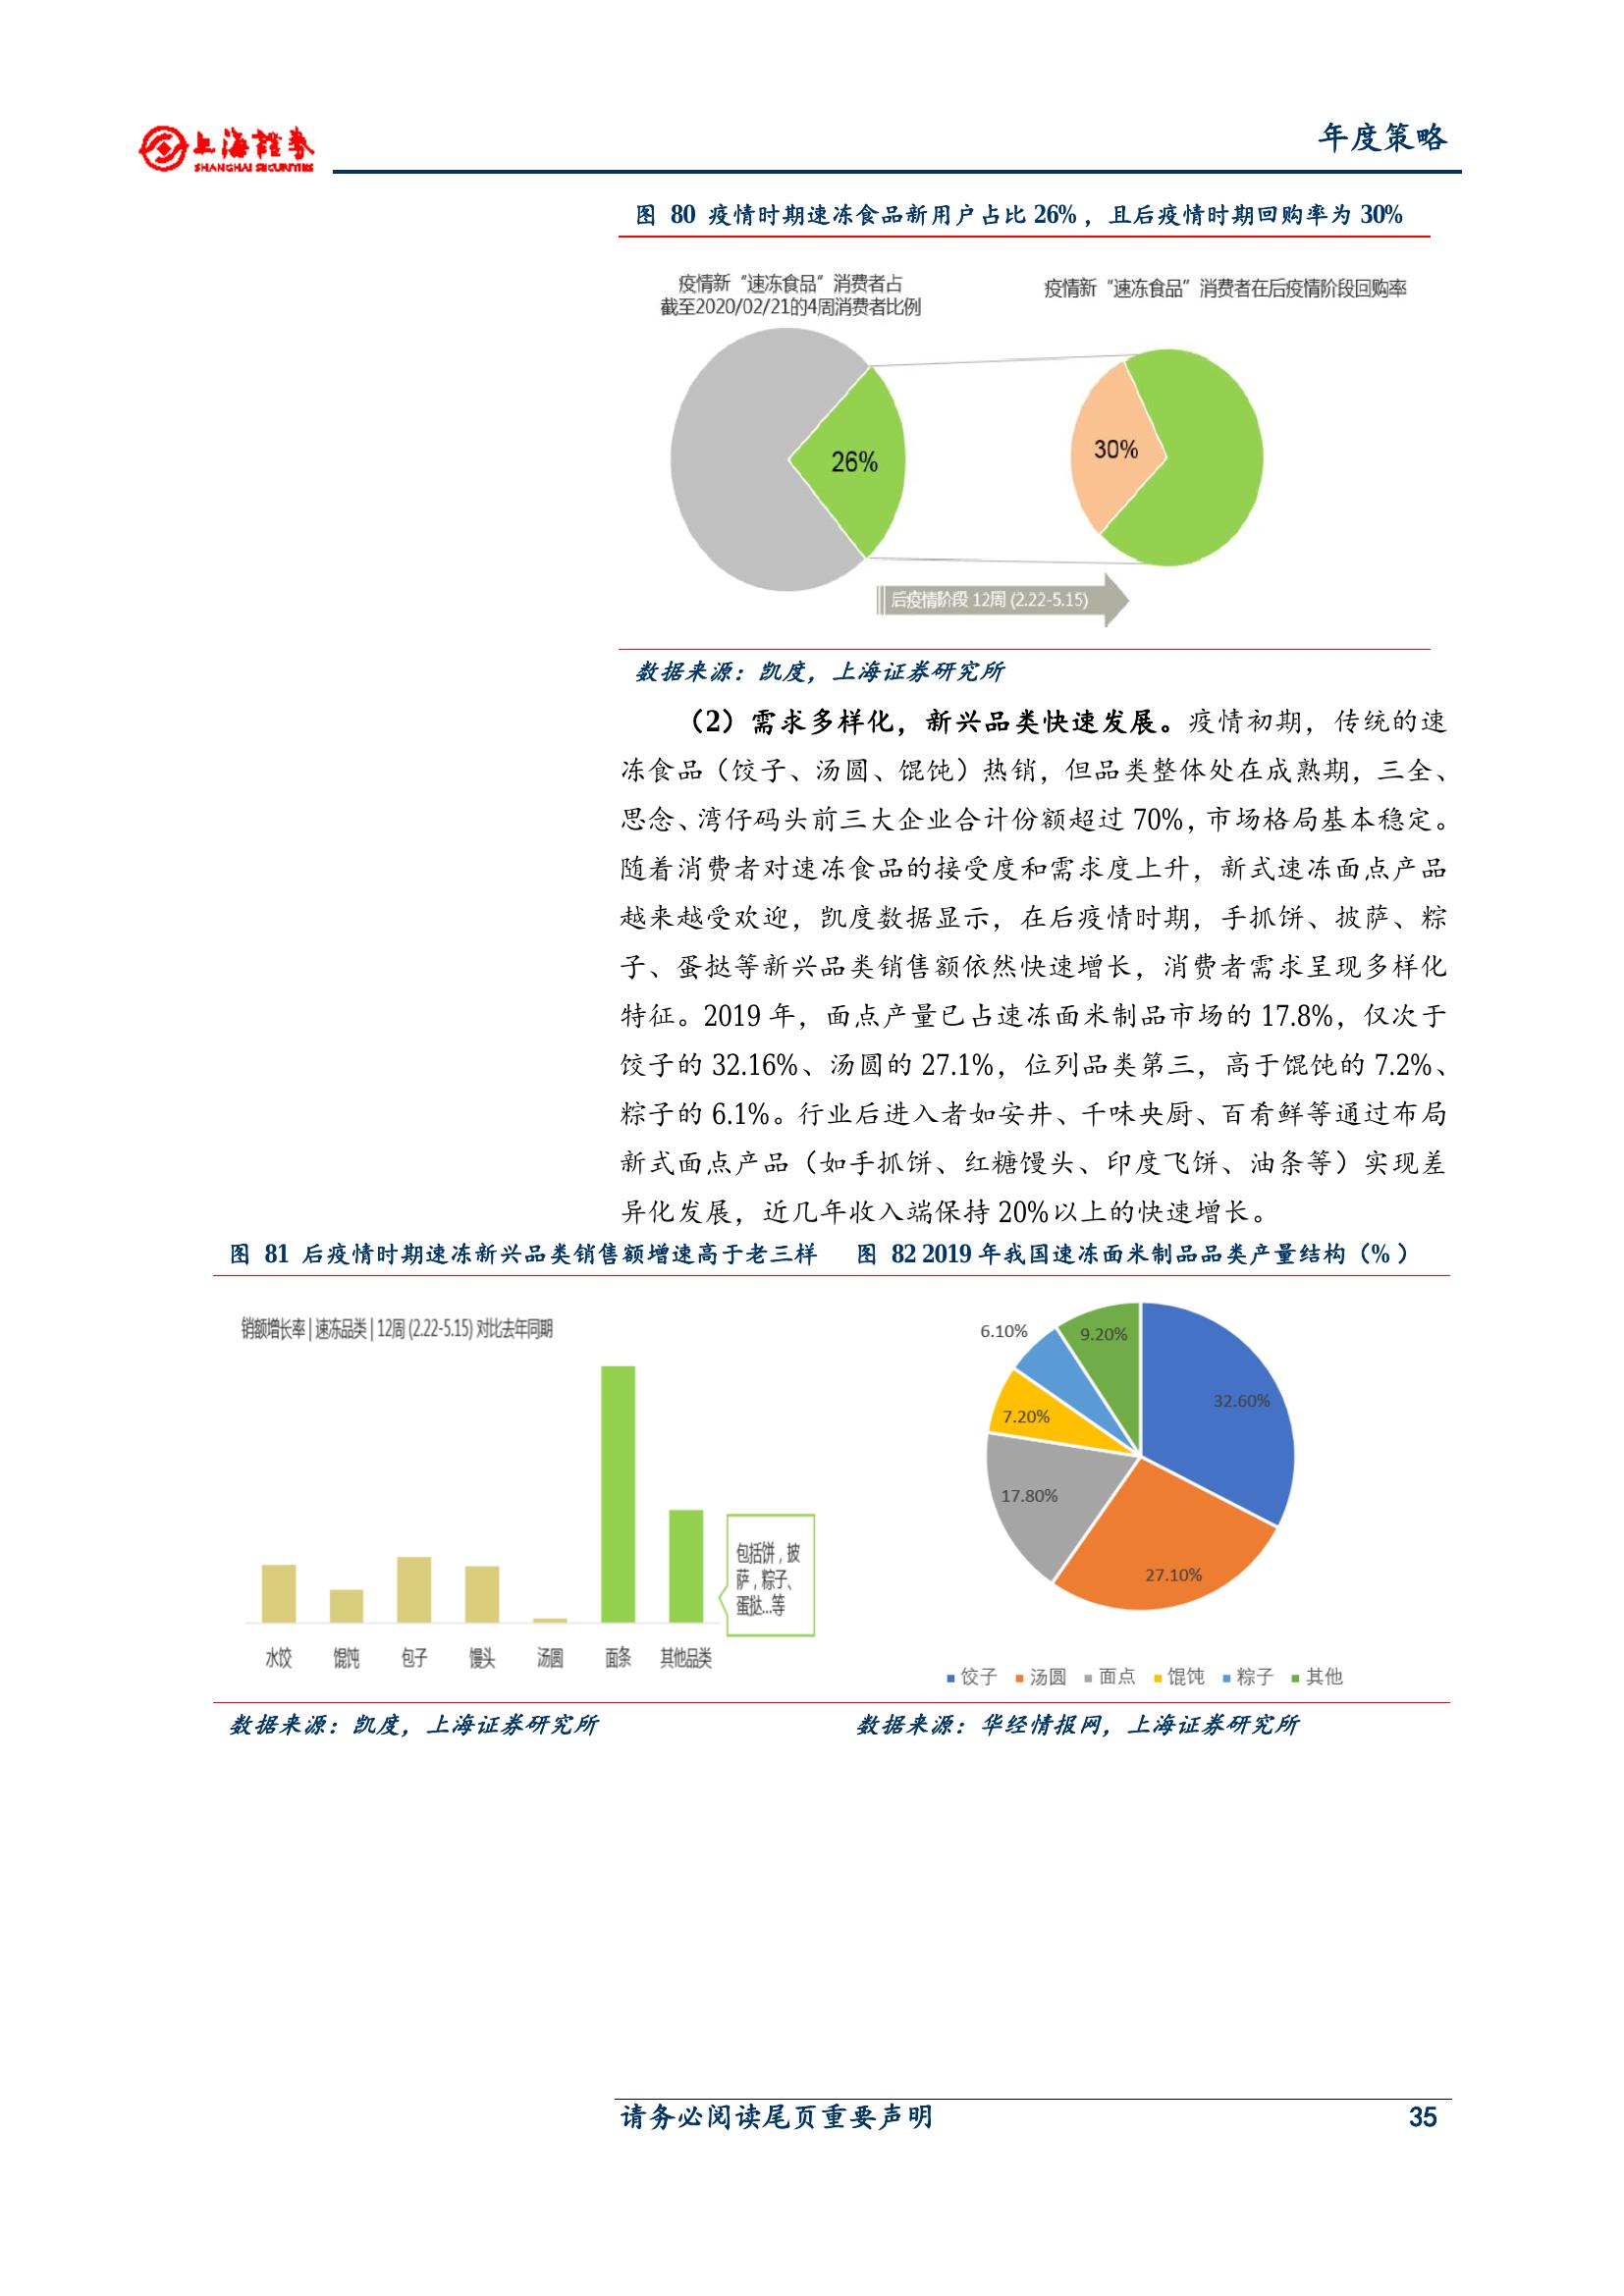 上海證券
SHANGHAI SECURITIES
年度策略
图 80 疫情时期速冻食品新用户占比 26%，且后疫情时期回购率为 30%
疫情新“速冻食品”消费者占
截至2020/02/21的4周消费者比例
疫情新“速冻食品”消费者在后疫情阶段回购率
26%
30%
后疫情阶段 12周 (2.22-5.15)
数据来源：凯度，上海证券研究所
（2）需求多样化，新兴品类快速发展。疫情初期，传统的速
冻食品（饺子、汤圆、馄饨）热销，但品类整体处在成熟期，三全、
思念、湾仔码头前三大企业合计份额超过 70%，市场格局基本稳定。
随着消费者对速冻食品的接受度和需求度上升，新式速冻面点产品
越来越受欢迎，凯度数据显示，在后疫情时期，手抓饼、披萨、粽
子、蛋挞等新兴品类销售额依然快速增长，消费者需求呈现多样化
特征。2019 年，面点产量已占速冻面米制品市场的 17.8%，仅次于
饺子的 32.16%、汤圆的 27.1%，位列品类第三，高于馄饨的 7.2%、
粽子的 6.1%。行业后进入者如安井、千味央厨、百肴鲜等通过布局
新式面点产品（如手抓饼、红糖馒头、印度飞饼、油条等）实现差
异化发展，近几年收入端保持 20%以上的快速增长。
图 81 后疫情时期速冻新兴品类销售额增速高于老三样
销额增长率 | 速冻品类 | 12周 (2.22-5.15) 对比去年同期
包括饼，披
萨，粽子、
蛋挞...等
水饺 馄饨 包子 馒头 汤圆 面条 其他品类
数据来源：凯度，上海证券研究所
图 82 2019 年我国速冻面米制品品类产量结构（%）
6.10%
9.20%
32.60%
7.20%
17.80%
27.10%
饺子 汤圆 面点 馄饨 粽子 其他
数据来源：华经情报网，上海证券研究所
请务必阅读尾页重要声明
35